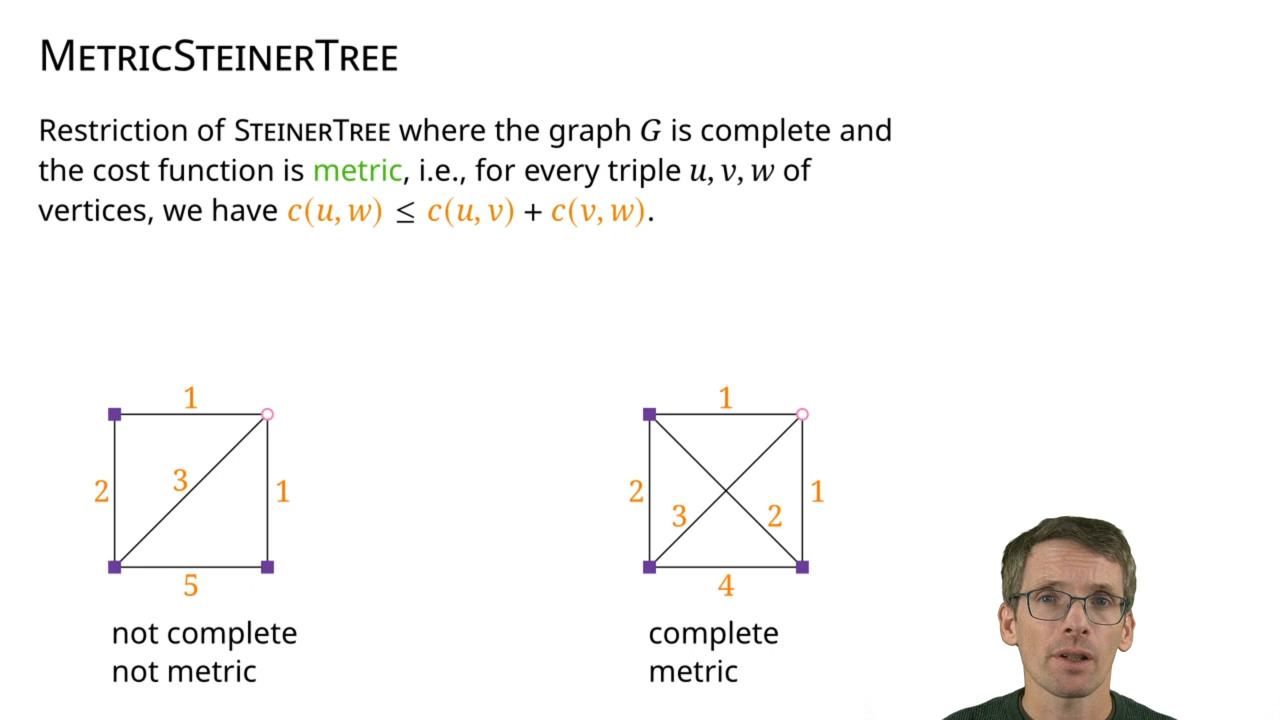 METRICSTEINERTREE
Restriction of STEINERTREE where the graph G is complete and
the cost function is metric, i.e., for every triple u, v, w of
vertices, we have c(u, w) ≤ c(u, v) + c(v, w).
1
2
3
1
5
not complete
not metric
1
2
3
2
1
4
complete
metric